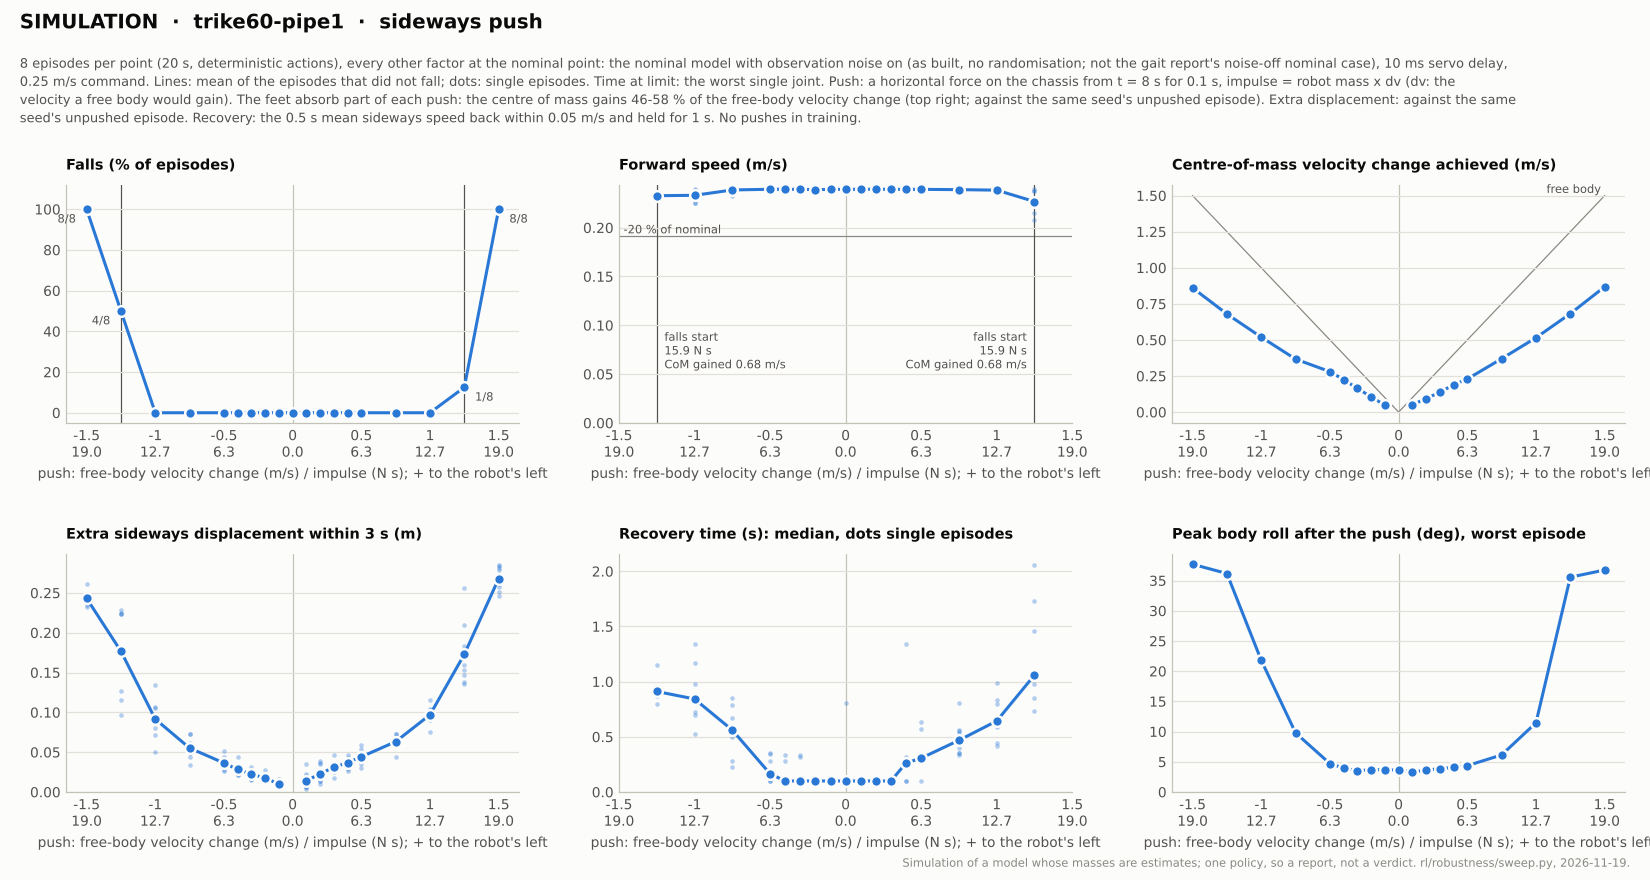 SIMULATION · trike60-pipe1 · sideways push
8 episodes per point (20 s, deterministic actions), every other factor at the nominal point: the nominal model with observation noise on (as built, no randomisation; not the gait report's noise-off nominal case), 10 ms servo delay,
0.25 m/s command. Lines: mean of the episodes that did not fall; dots: single episodes. Time at limit: the worst single joint. Push: a horizontal force on the chassis from t = 8 s for 0.1 s, impulse = robot mass x dv (dv: the
velocity a free body would gain). The feet absorb part of each push: the centre of mass gains 46-58 % of the free-body velocity change (top right; against the same seed's unpushed episode). Extra displacement: against the same
seed's unpushed episode. Recovery: the 0.5 s mean sideways speed back within 0.05 m/s and held for 1 s. No pushes in training.
Falls (% of episodes)
100
80
60
40
20
0
8/8
4/8
1/8
8/8
-1.5 -1 -0.5 0 0.5 1 1.5
19.0 12.7 6.3 0.0 6.3 12.7 19.0
push: free-body velocity change (m/s) / impulse (N s); + to the robot's left
Forward speed (m/s)
0.20
0.15
0.10
0.05
0.00
-20 % of nominal
falls start
15.9 N s
CoM gained 0.68 m/s
falls start
15.9 N s
CoM gained 0.68 m/s
-1.5 -1 -0.5 0 0.5 1 1.5
19.0 12.7 6.3 0.0 6.3 12.7 19.0
push: free-body velocity change (m/s) / impulse (N s); + to the robot's left
Centre-of-mass velocity change achieved (m/s)
free body
1.50
1.25
1.00
0.75
0.50
0.25
0.00
-1.5 -1 -0.5 0 0.5 1 1.5
19.0 12.7 6.3 0.0 6.3 12.7 19.0
push: free-body velocity change (m/s) / impulse (N s); + to the robot's left
Extra sideways displacement within 3 s (m)
0.25
0.20
0.15
0.10
0.05
0.00
-1.5 -1 -0.5 0 0.5 1 1.5
19.0 12.7 6.3 0.0 6.3 12.7 19.0
push: free-body velocity change (m/s) / impulse (N s); + to the robot's left
Recovery time (s): median, dots single episodes
2.0
1.5
1.0
0.5
0.0
-1.5 -1 -0.5 0 0.5 1 1.5
19.0 12.7 6.3 0.0 6.3 12.7 19.0
push: free-body velocity change (m/s) / impulse (N s); + to the robot's left
Peak body roll after the push (deg), worst episode
35
30
25
20
15
10
5
0
-1.5 -1 -0.5 0 0.5 1 1.5
19.0 12.7 6.3 0.0 6.3 12.7 19.0
push: free-body velocity change (m/s) / impulse (N s); + to the robot's left
Simulation of a model whose masses are estimates; one policy, so a report, not a verdict. rl/robustness/sweep.py, 2026-11-19.